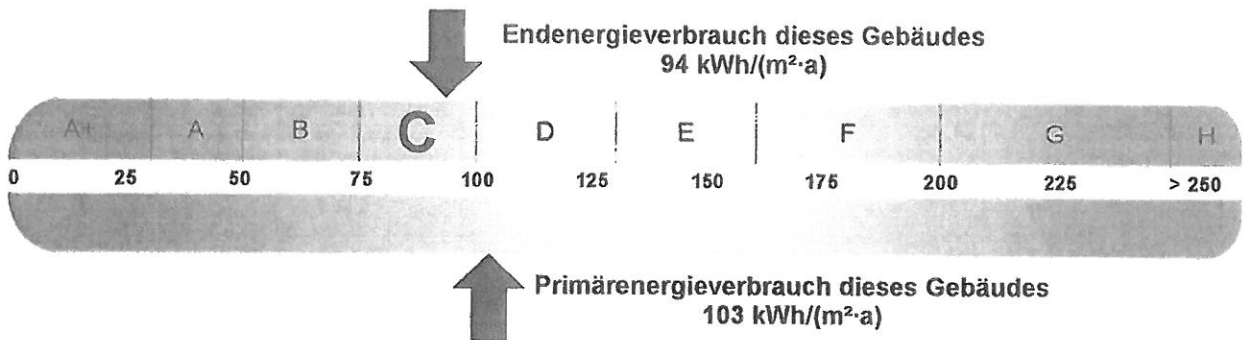 Endenergieverbrauch dieses Gebäudes
94 kWh/(m²·a)
A+ A B C D E F G H
0 25 50 75 100 125 150 175 200 225 > 250
Primärenergieverbrauch dieses Gebäudes
103 kWh/(m²·a)